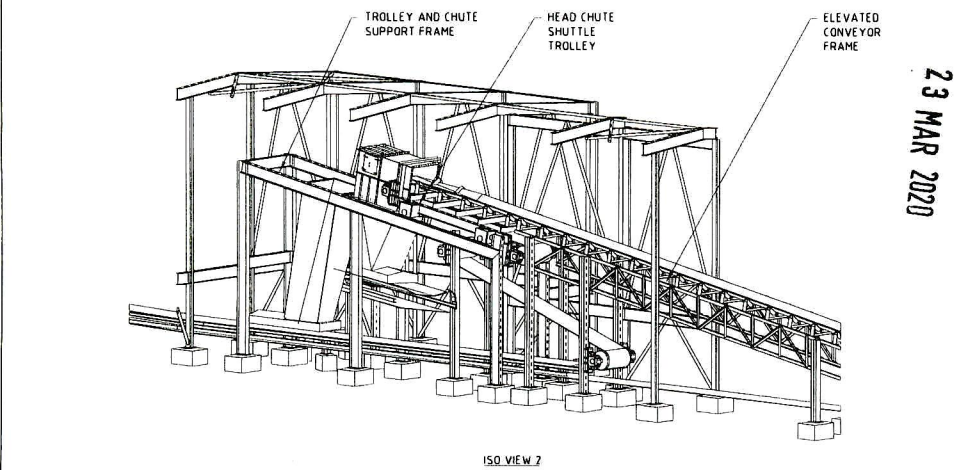 TROLLEY AND CHUTE
SUPPORT FRAME
HEAD CHUTE
SHUTTLE
TROLLEY
ELEVATED
CONVEYOR
FRAME
23 MAR 2020
ISO VIEW 2